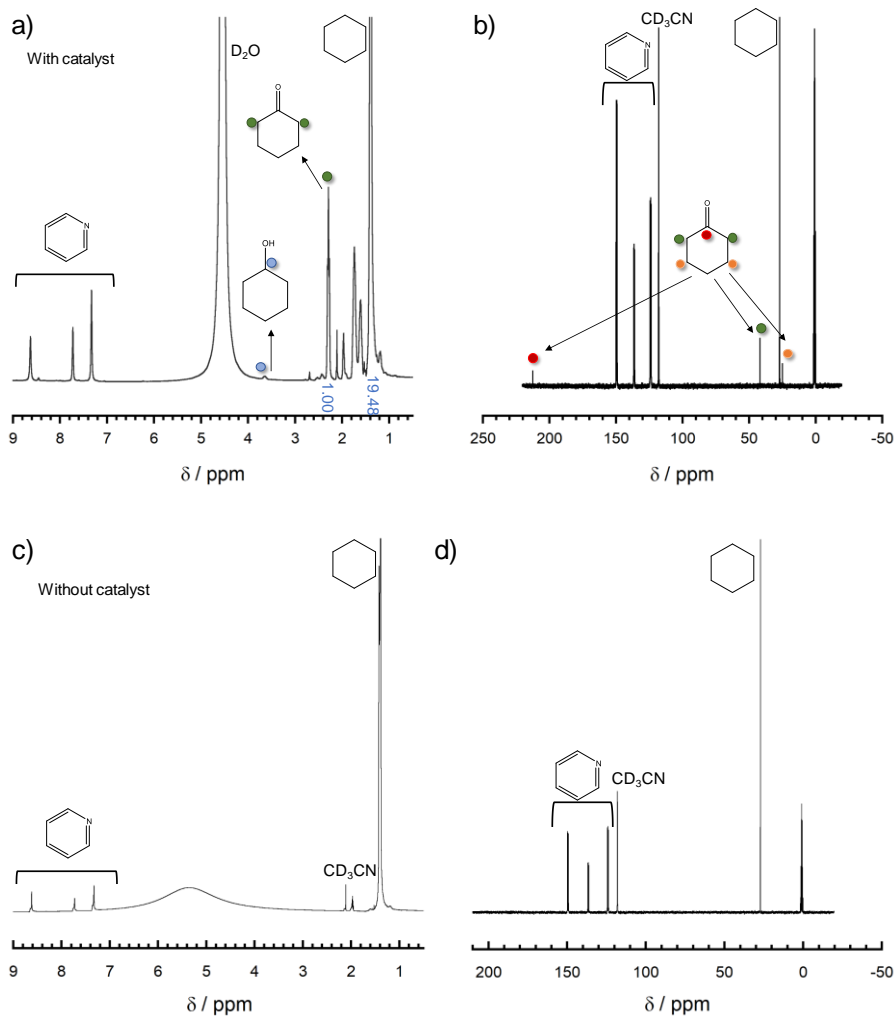 a)
With catalyst
D2O
O
OH
N
1.00
19.48
9 8 7 6 5 4 3 2 1
δ / ppm
b)
CD3CN
N
O
250 200 150 100 50 0 -50
δ / ppm
c)
Without catalyst
N
CD3CN
9 8 7 6 5 4 3 2 1
δ / ppm
d)
CD3CN
N
200 150 100 50 0 -50
δ / ppm